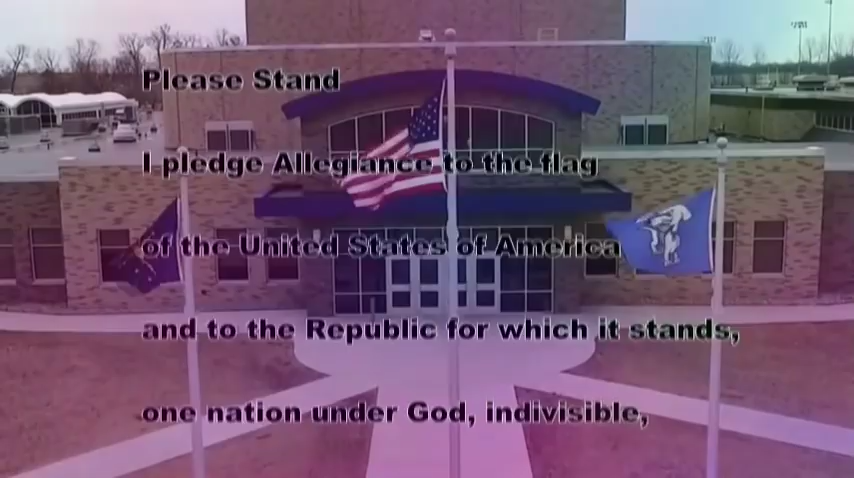 Please Stand
I pledge Allegiance to the flag
of the United States of America
and to the Republic for which it stands,
one nation under God, indivisible,